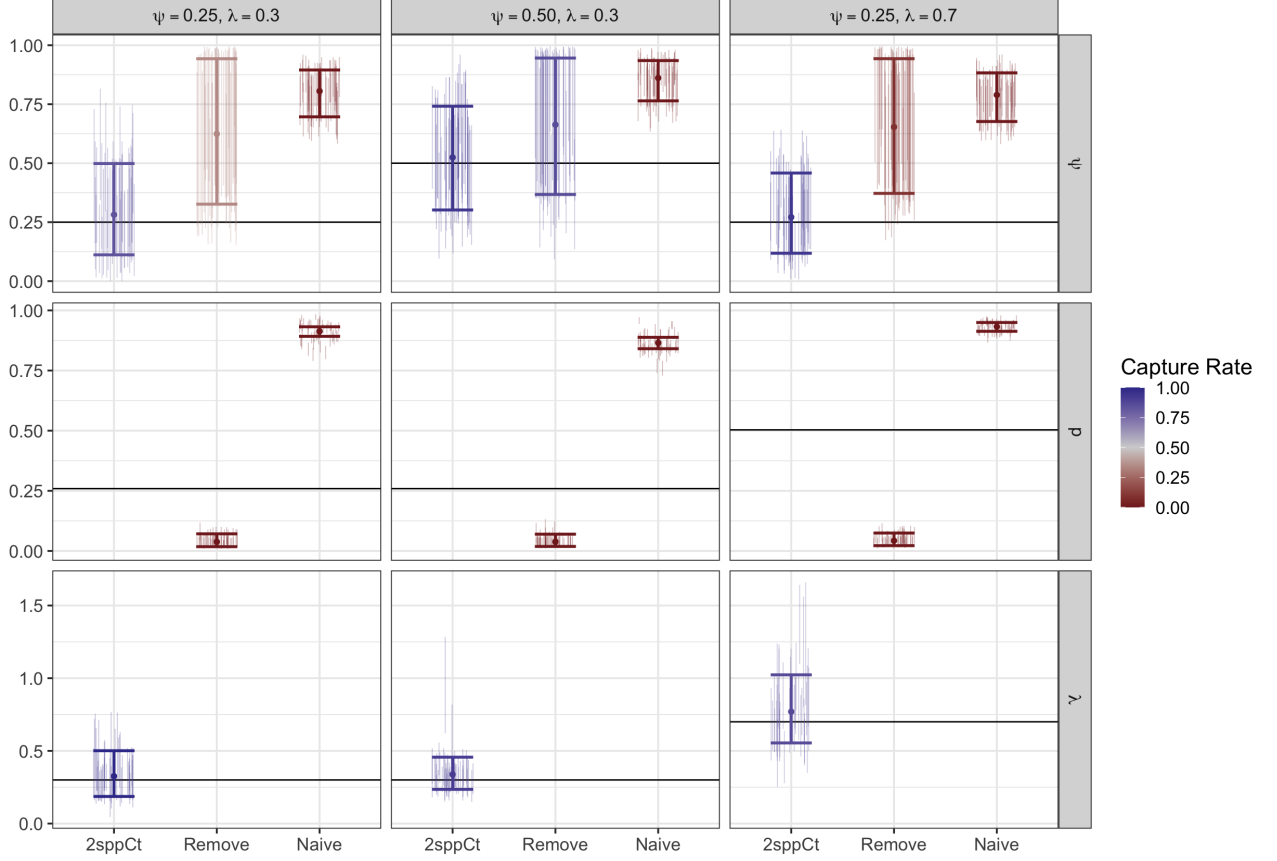 ψ = 0.25, λ = 0.3
ψ = 0.50, λ = 0.3
ψ = 0.25, λ = 0.7
1.00
0.75
0.50
0.25
0.00
ψ
1.00
0.75
0.50
0.25
0.00
p
1.5
1.0
0.5
0.0
λ
2sppCt Remove Naive
2sppCt Remove Naive
2sppCt Remove Naive
Capture Rate
1.00
0.75
0.50
0.25
0.00